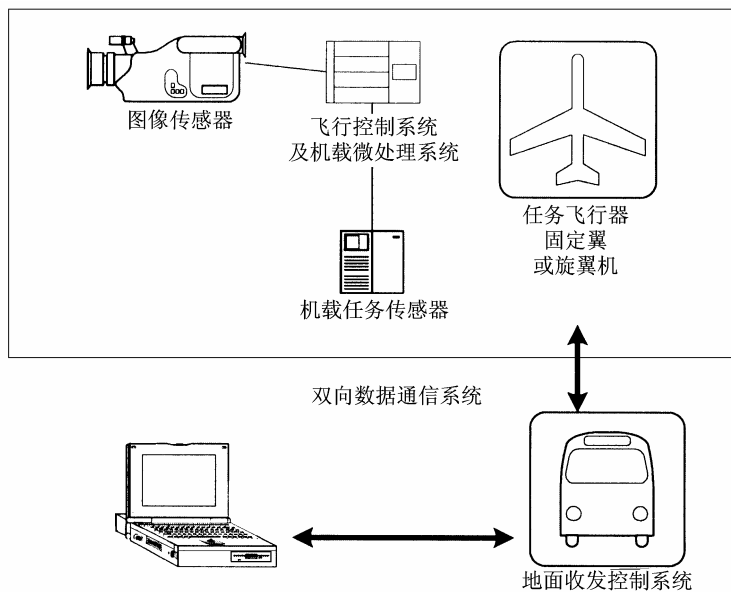 图像传感器
飞行控制系统
及机载微处理系统
机载任务传感器
任务飞行器
固定翼
或旋翼机
双向数据通信系统
地面收发控制系统